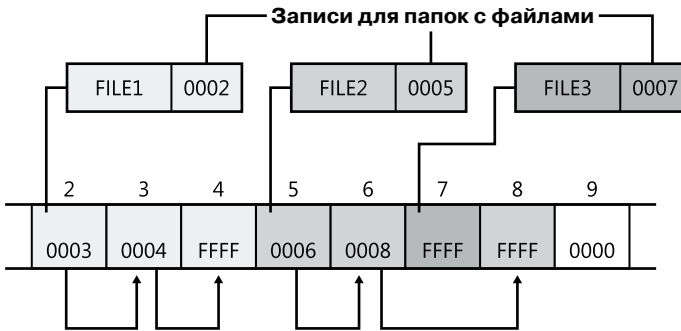 Записи для папок с файлами
FILE1 0002 FILE2 0005 FILE3 0007
2 3 4 5 6 7 8 9
0003 0004 FFFF 0006 0008 FFFF FFFF 0000